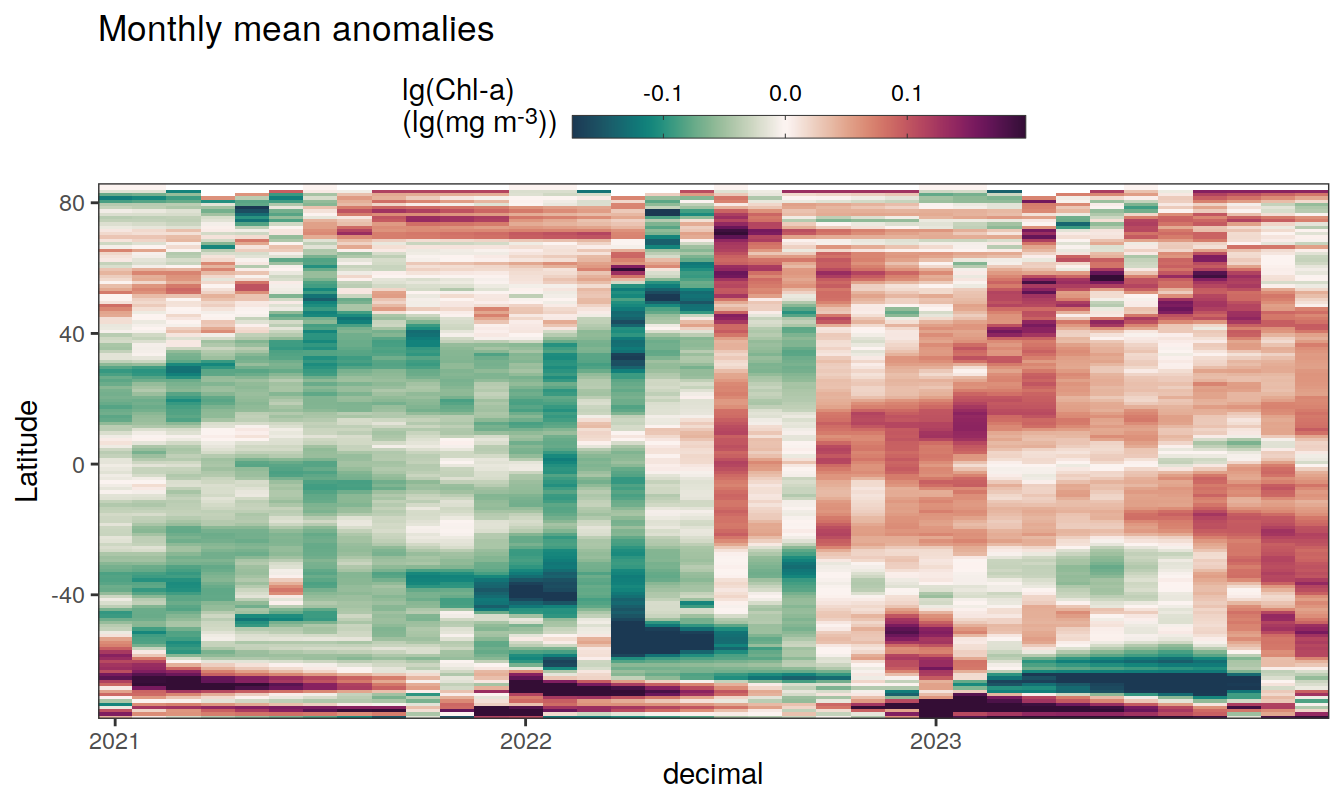 Monthly mean anomalies
lg(Chl-a)
(lg(mg m-3))
-0.1 0.0 0.1
Latitude
80
40
0
-40
2021 2022 2023
decimal